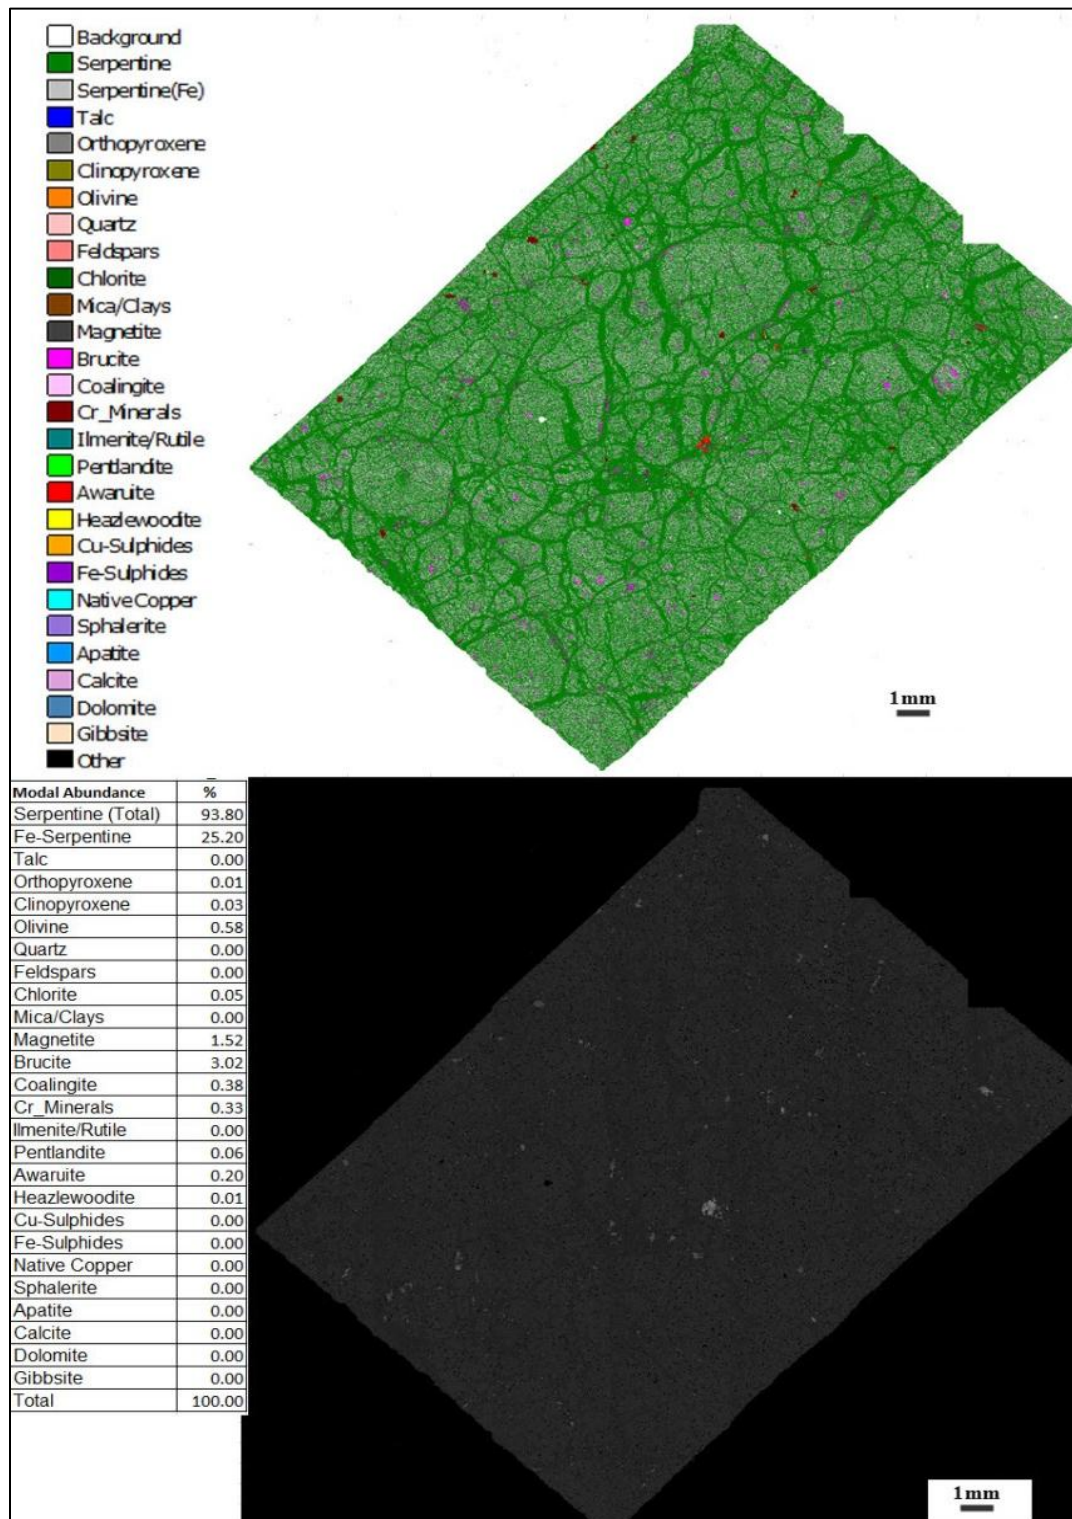 Background
Serpentine
Serpentine(Fe)
Talc
Orthopyroxene
Clinopyroxene
Olivine
Quartz
Feldspars
Chlorite
Mica/Clays
Magnetite
Brucite
Coalingite
Cr_Minerals
Ilmenite/Rutile
Pentlandite
Awaruite
Heazlewoodite
Cu-Sulphides
Fe-Sulphides
Native Copper
Sphalerite
Apatite
Calcite
Dolomite
Gibbsite
Other
1mm
Modal Abundance %
Serpentine (Total) 93.80
Fe-Serpentine 25.20
Talc 0.00
Orthopyroxene 0.01
Clinopyroxene 0.03
Olivine 0.58
Quartz 0.00
Feldspars 0.00
Chlorite 0.05
Mica/Clays 0.00
Magnetite 1.52
Brucite 3.02
Coalingite 0.38
Cr_Minerals 0.33
Ilmenite/Rutile 0.00
Pentlandite 0.06
Awaruite 0.20
Heazlewoodite 0.01
Cu-Sulphides 0.00
Fe-Sulphides 0.00
Native Copper 0.00
Sphalerite 0.00
Apatite 0.00
Calcite 0.00
Dolomite 0.00
Gibbsite 0.00
Total 100.00
1mm